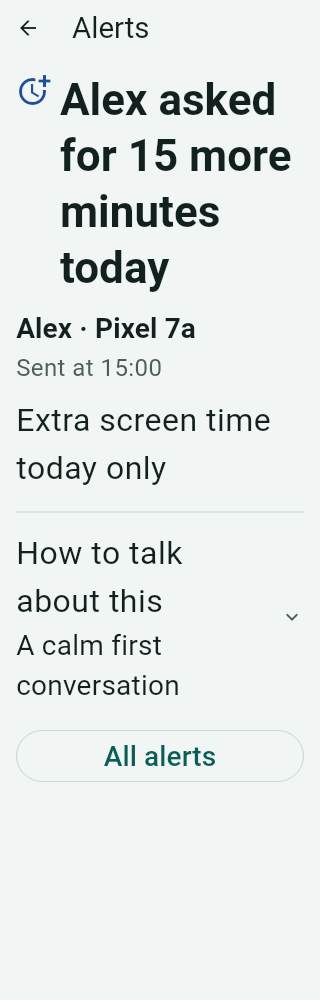 Alerts
Alex asked
for 15 more
minutes
today
Alex · Pixel 7a
Sent at 15:00
Extra screen time
today only
How to talk
about this
A calm first
conversation
All alerts